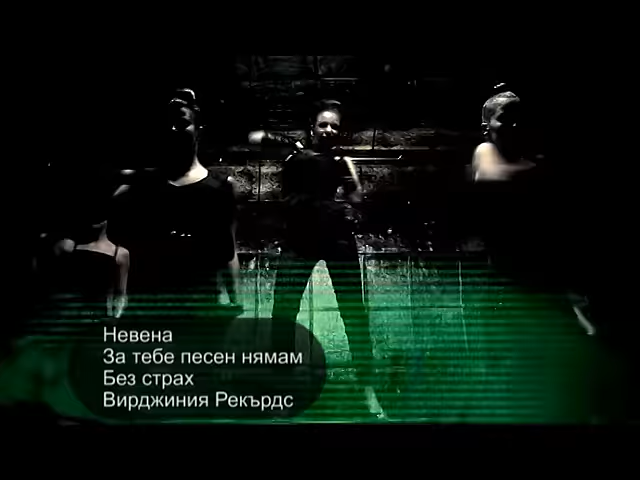 Невена
За тебе песен нямам
Без страх
Вирджиния Рекърдс